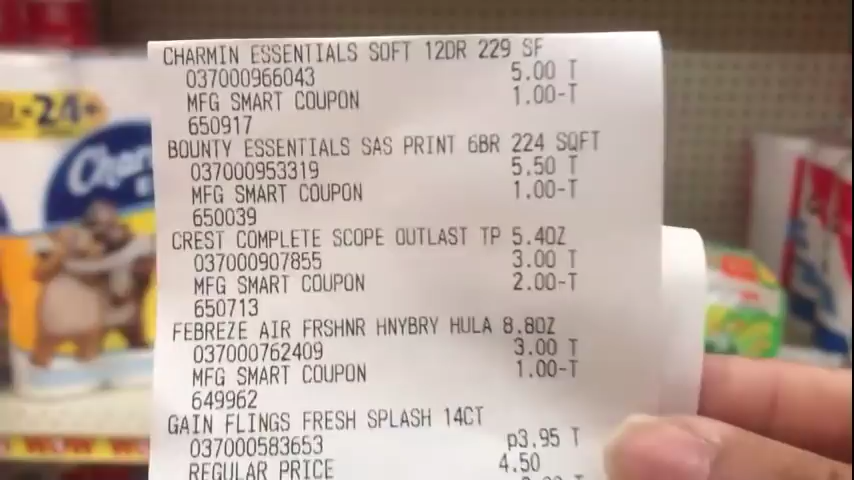 CHARMIN ESSENTIALS SOFT 12DR 229 SF
037000966043 5.00 T
MFG SMART COUPON 1.00-T
650917
BOUNTY ESSENTIALS SAS PRINT 6BR 224 SQFT
037000953319 5.50 T
MFG SMART COUPON 1.00-T
650039
CREST COMPLETE SCOPE OUTLAST TP 5.4OZ
037000907855 3.00 T
MFG SMART COUPON 2.00-T
650713
FEBREZE AIR FRSHNR HNYBRY HULA 8.8OZ
037000762409 3.00 T
MFG SMART COUPON 1.00-T
649962
GAIN FLINGS FRESH SPLASH 14CT
037000583653 p3.95 T
REGULAR PRICE 4.50
24
Char